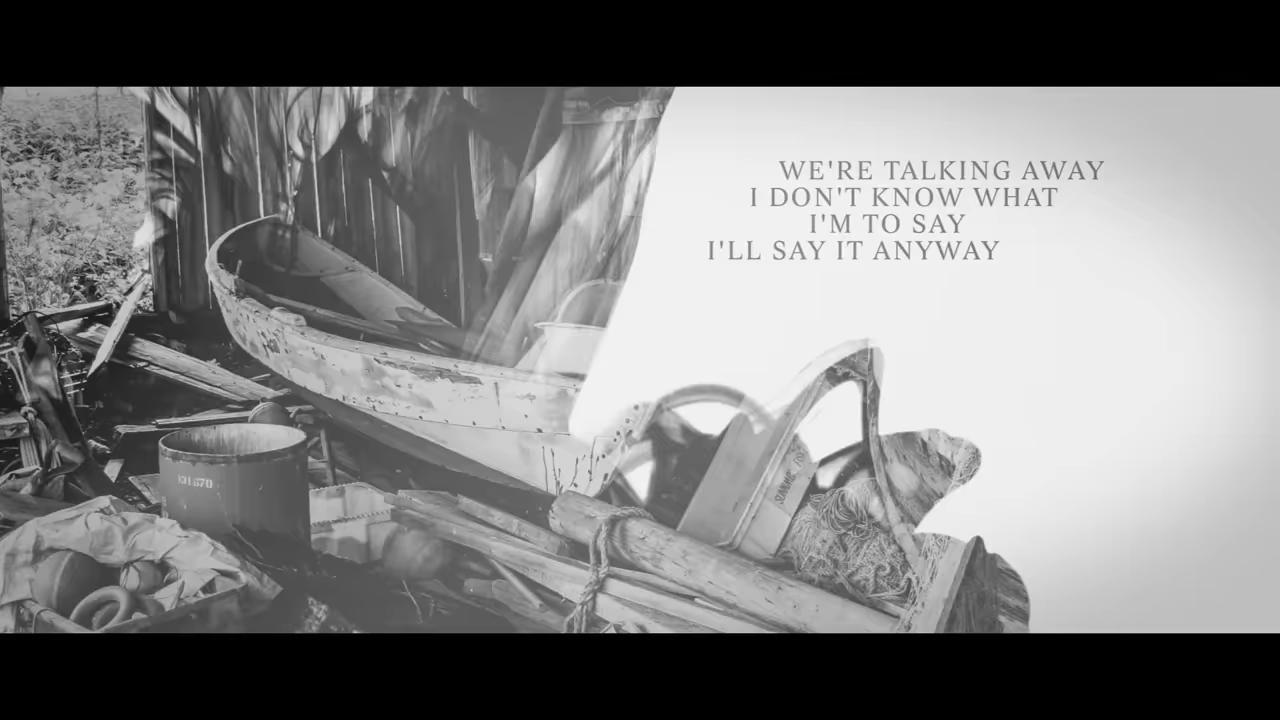 WE'RE TALKING AWAY
I DON'T KNOW WHAT
I'M TO SAY
I'LL SAY IT ANYWAY